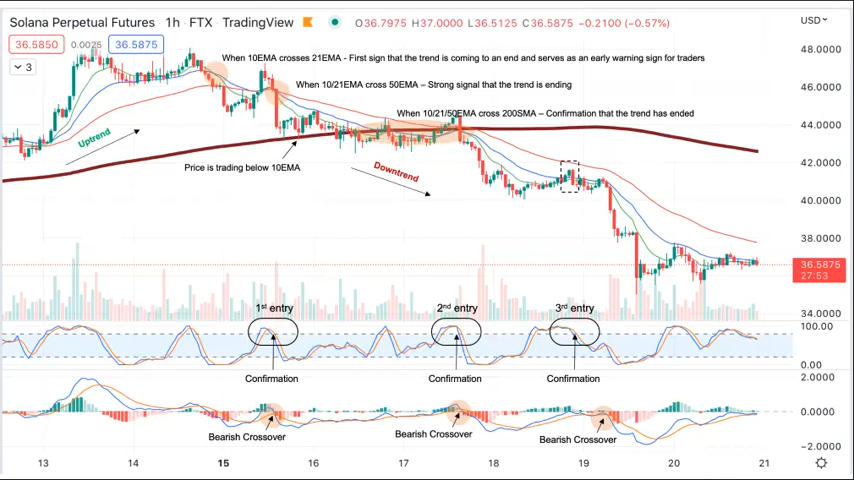 Solana Perpetual Futures · 1h · FTX · TradingView O36.7975 H37.0000 L36.5125 C36.5875 −0.2100 (−0.57%)
USD
36.5850 0.0025 36.5875
3
48.0000
When 10EMA crosses 21EMA - First sign that the trend is coming to an end and serves as an early warning sign for traders
When 10/21EMA cross 50EMA – Strong signal that the trend is ending
46.0000
When 10/21/50EMA cross 200SMA – Confirmation that the trend has ended
44.0000
Uptrend
Price is trading below 10EMA
Downtrend
42.0000
40.0000
38.0000
36.5875
27:53
34.0000
1st entry
2nd entry
3rd entry
100.00
0.00
Confirmation
Confirmation
Confirmation
2.0000
0.0000
−2.0000
Bearish Crossover
Bearish Crossover
Bearish Crossover
13 14 15 16 17 18 19 20 21